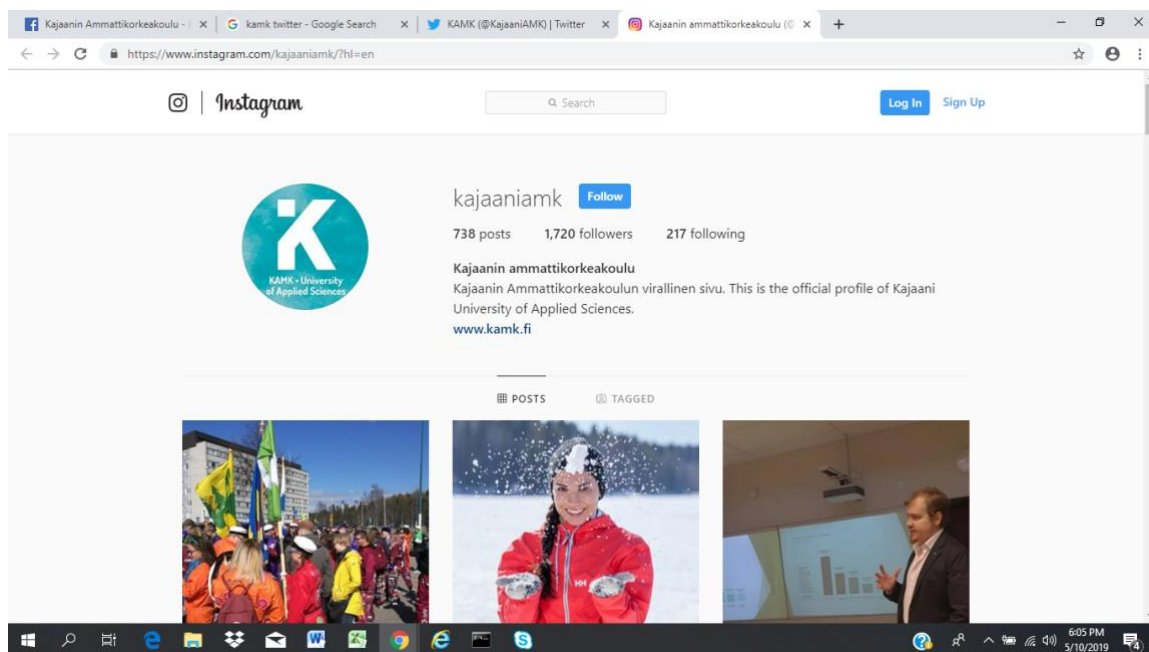 Kajaanin Ammattikorkeakoulu -
kamk twitter - Google Search
KAMK (@KajaaniAMK) | Twitter
Kajaanin ammattikorkeakoulu (©
https://www.instagram.com/kajaaniamk/?hl=en
Instagram
Search
Log In
Sign Up
kajaaniamk
Follow
738 posts 1,720 followers 217 following
KAMK - University
of Applied Sciences
Kajaanin ammattikorkeakoulu
Kajaanin Ammattikorkeakoulun virallinen sivu. This is the official profile of Kajaani
University of Applied Sciences.
www.kamk.fi
POSTS
TAGGED
HH
6:05 PM
5/10/2019
4